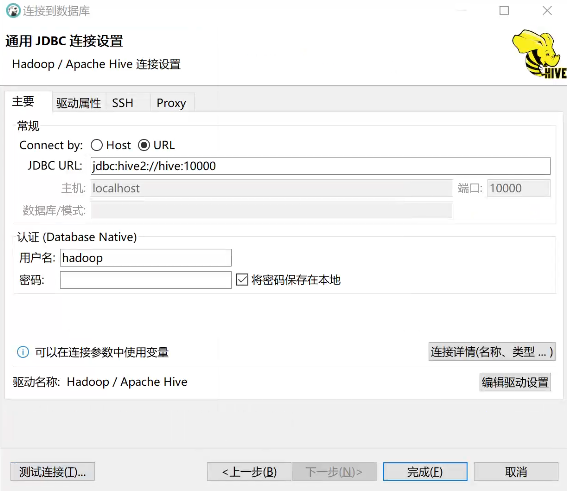 连接到数据库
通用 JDBC 连接设置
Hadoop / Apache Hive 连接设置
HIVE
主要 驱动属性 SSH Proxy
常规
Connect by: Host URL
JDBC URL: jdbc:hive2://hive:10000
主机: localhost 端口: 10000
数据库/模式:
认证 (Database Native)
用户名: hadoop
密码: 将密码保存在本地
可以在连接参数中使用变量 连接详情(名称、类型 ... )
驱动名称: Hadoop / Apache Hive 编辑驱动设置
测试连接(T)... <上一步(B) 下一步(N)> 完成(F) 取消